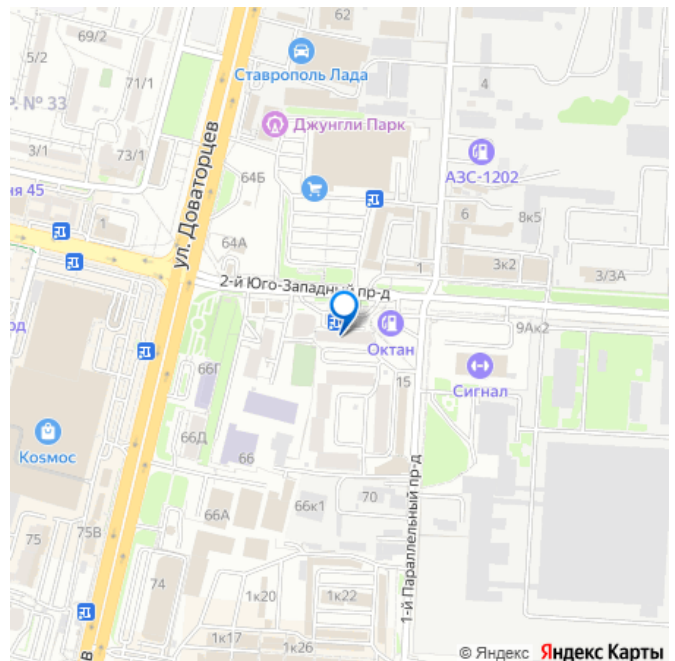 62
69/2
5/2
Ставрополь Лада
71/1
4
Р. № 33
Джунгли Парк
ул. Доваторцев
3/1
73/1
АЗС-1202
64Б
ня 45
6
8к5
1
64А
3к2
1
3/3А
2-й Юго-Западный пр-д
од
9Ак2
Октан
66Г
15
Сигнал
66Д
Коsмос
66
1-й Параллельный пр-д
70
66к1
66А
75В
75
74
1к20
1к22
1к17
1к26
в
© Яндекс Яндекс Карты